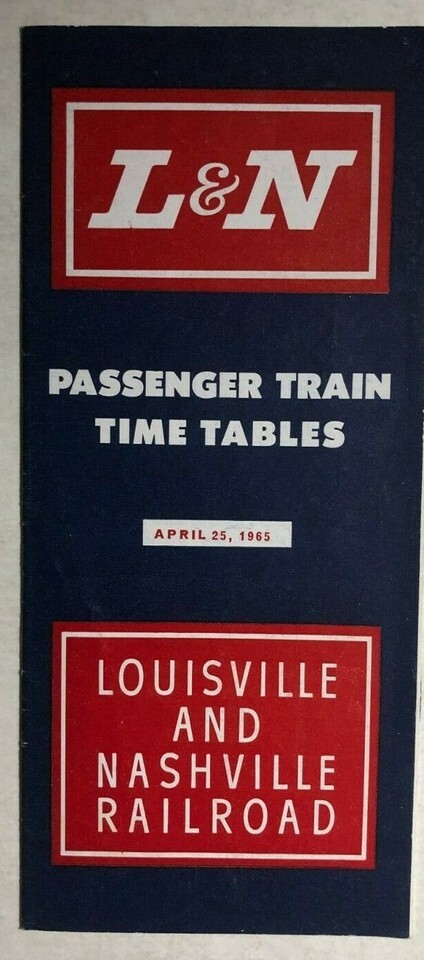 L&N
PASSENGER TRAIN
TIME TABLES
APRIL 25, 1965
LOUISVILLE
AND
NASHVILLE
RAILROAD